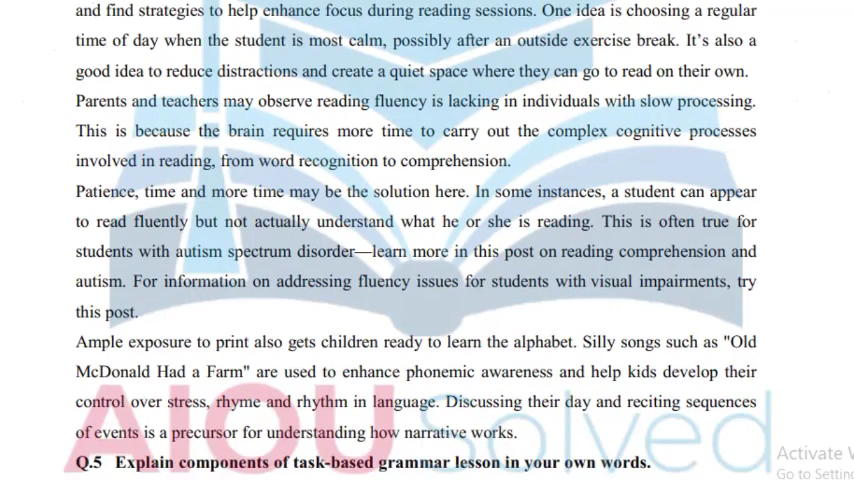 and find strategies to help enhance focus during reading sessions. One idea is choosing a regular
time of day when the student is most calm, possibly after an outside exercise break. It’s also a
good idea to reduce distractions and create a quiet space where they can go to read on their own.
Parents and teachers may observe reading fluency is lacking in individuals with slow processing.
This is because the brain requires more time to carry out the complex cognitive processes
involved in reading, from word recognition to comprehension.
Patience, time and more time may be the solution here. In some instances, a student can appear
to read fluently but not actually understand what he or she is reading. This is often true for
students with autism spectrum disorder—learn more in this post on reading comprehension and
autism. For information on addressing fluency issues for students with visual impairments, try
this post.
Ample exposure to print also gets children ready to learn the alphabet. Silly songs such as "Old
McDonald Had a Farm" are used to enhance phonemic awareness and help kids develop their
control over stress, rhyme and rhythm in language. Discussing their day and reciting sequences
of events is a precursor for understanding how narrative works.
AIOU Solved
Q.5 Explain components of task-based grammar lesson in your own words.
Activate
Go to